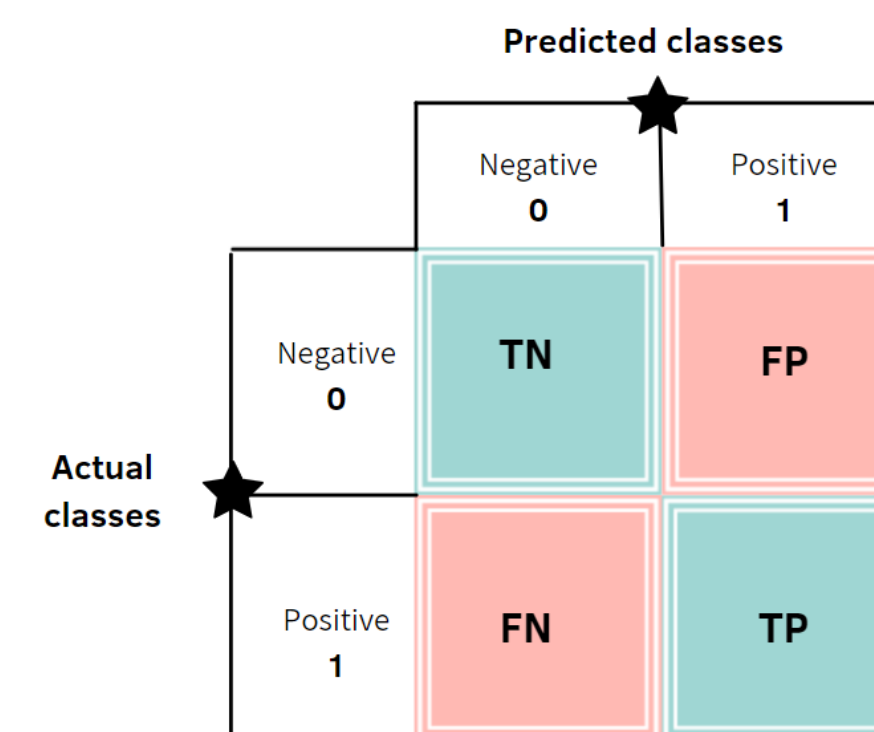 Predicted classes
Negative Positive
0 1
Negative
0
TN FP
Actual
classes
Positive
1
FN TP